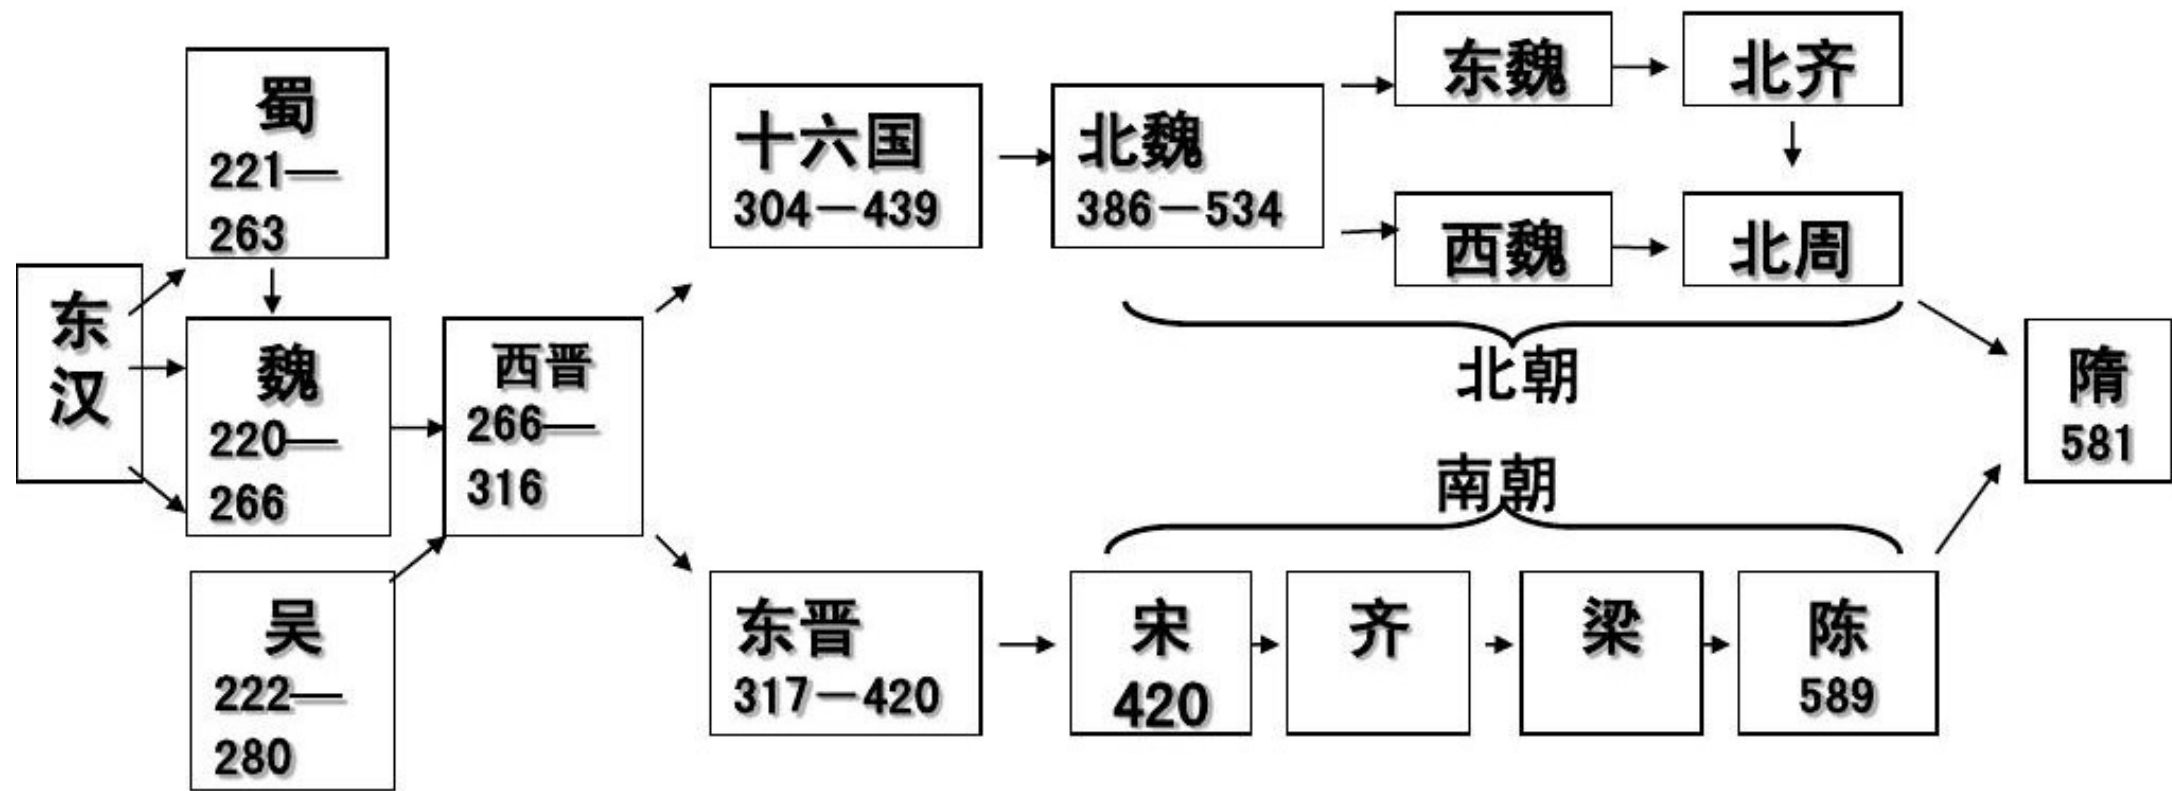 东
汉
蜀
221—
263
魏
220—
266
吴
222—
280
西晋
266—
316
十六国
304－439
北魏
386－534
东魏
北齐
西魏
北周
北朝
南朝
东晋
317－420
宋
420
齐
梁
陈
589
隋
581